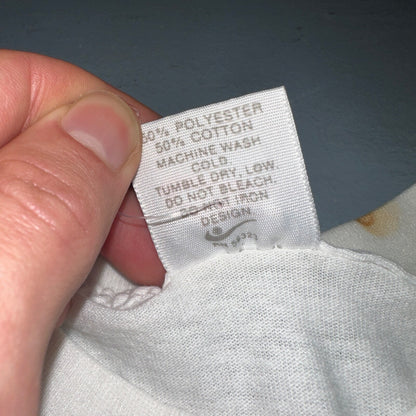 50% POLYESTER
50% COTTON
MACHINE WASH
COLD
TUMBLE DRY, LOW
DO NOT BLEACH.
DO NOT IRON
DESIGN